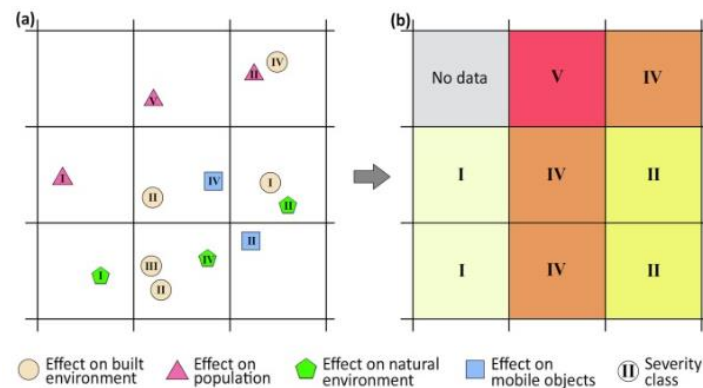 (a)
(b)
IV
II
V
No data
V
IV
I
IV
I
II
II
I
IV
II
II
III
IV
I
II
I
IV
II
Effect on built
environment
Effect on
population
Effect on natural
environment
Effect on
mobile objects
II
Severity
class